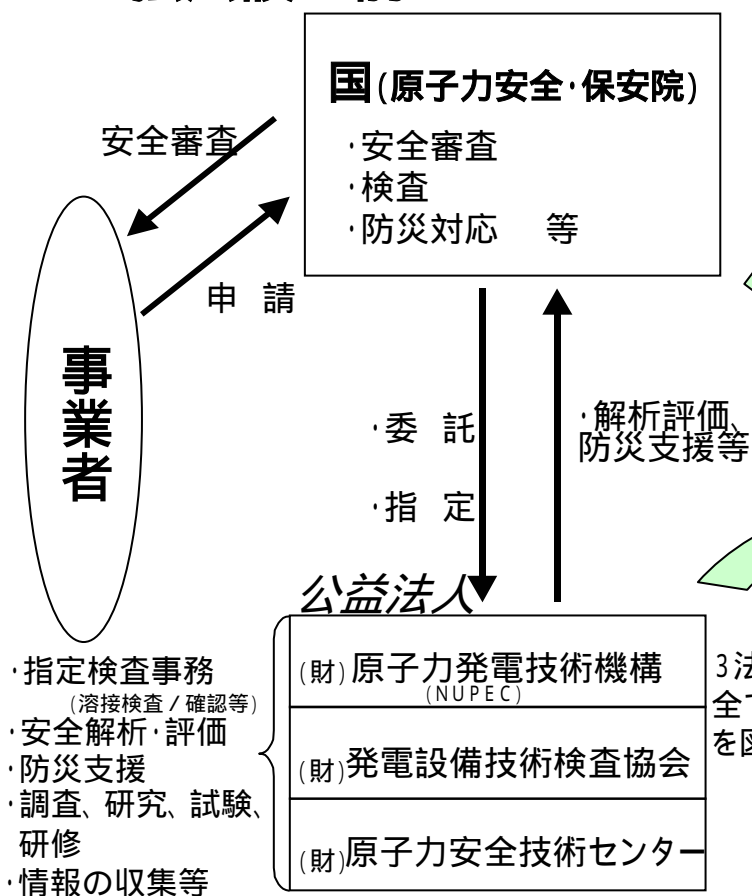 国(原子力安全・保安院)
・安全審査
・検査
・防災対応 等
安全審査
申 請
事業者
・委 託
・指 定
・解析評価、
防災支援等
公益法人
(財)原子力発電技術機構
(NUPEC)
(財)発電設備技術検査協会
(財)原子力安全技術センター
・指定検査事務
(溶接検査/確認等)
・安全解析・評価
・防災支援
・調査、研究、試験、
研修
・情報の収集等
3法
全て
を図